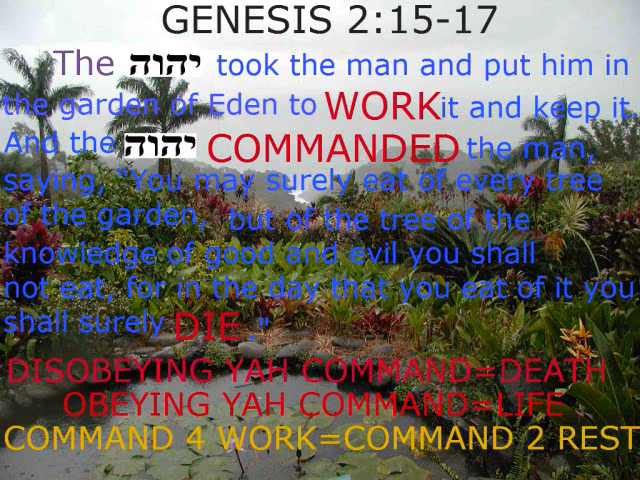 GENESIS 2:15-17
The יהוה took the man and put him in
the garden of Eden to WORK it and keep it.
And the יהוה COMMANDED the man,
saying, “You may surely eat of every tree
of the garden, but of the tree of the
knowledge of good and evil you shall
not eat, for in the day that you eat of it you
shall surely DIE ."
DISOBEYING YAH COMMAND=DEATH
OBEYING YAH COMMAND=LIFE
COMMAND 4 WORK=COMMAND 2 REST